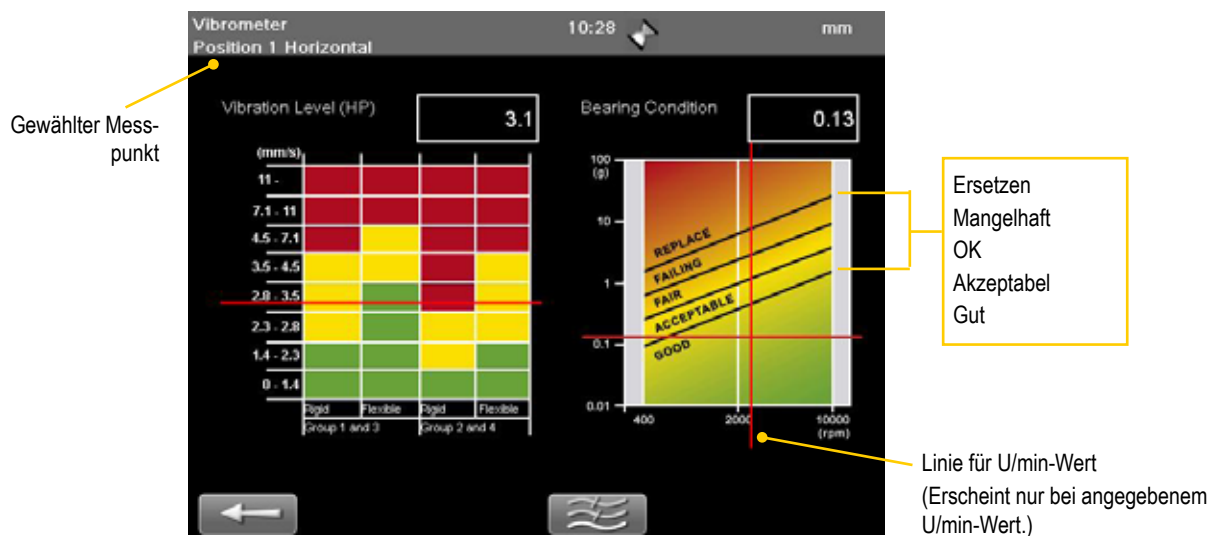 Vibrometer
10:28
mm
Position 1 Horizontal
Gewählter Mess-
punkt
Vibration Level (HP)
3.1
(mm/s)
11 -
7.1 - 11
4.5 - 7.1
3.5 - 4.5
2.8 - 3.5
2.3 - 2.8
1.4 - 2.3
0 - 1.4
Rigid
Flexible
Rigid
Flexible
Group 1 and 3
Group 2 and 4
Bearing Condition
0.13
100
(g)
10
1
0.1
0.01
REPLACE
FAILING
FAIR
ACCEPTABLE
GOOD
400
2000
10000
(rpm)
Ersetzen
Mangelhaft
OK
Akzeptabel
Gut
Linie für U/min-Wert
(Erscheint nur bei angegebenem
U/min-Wert.)